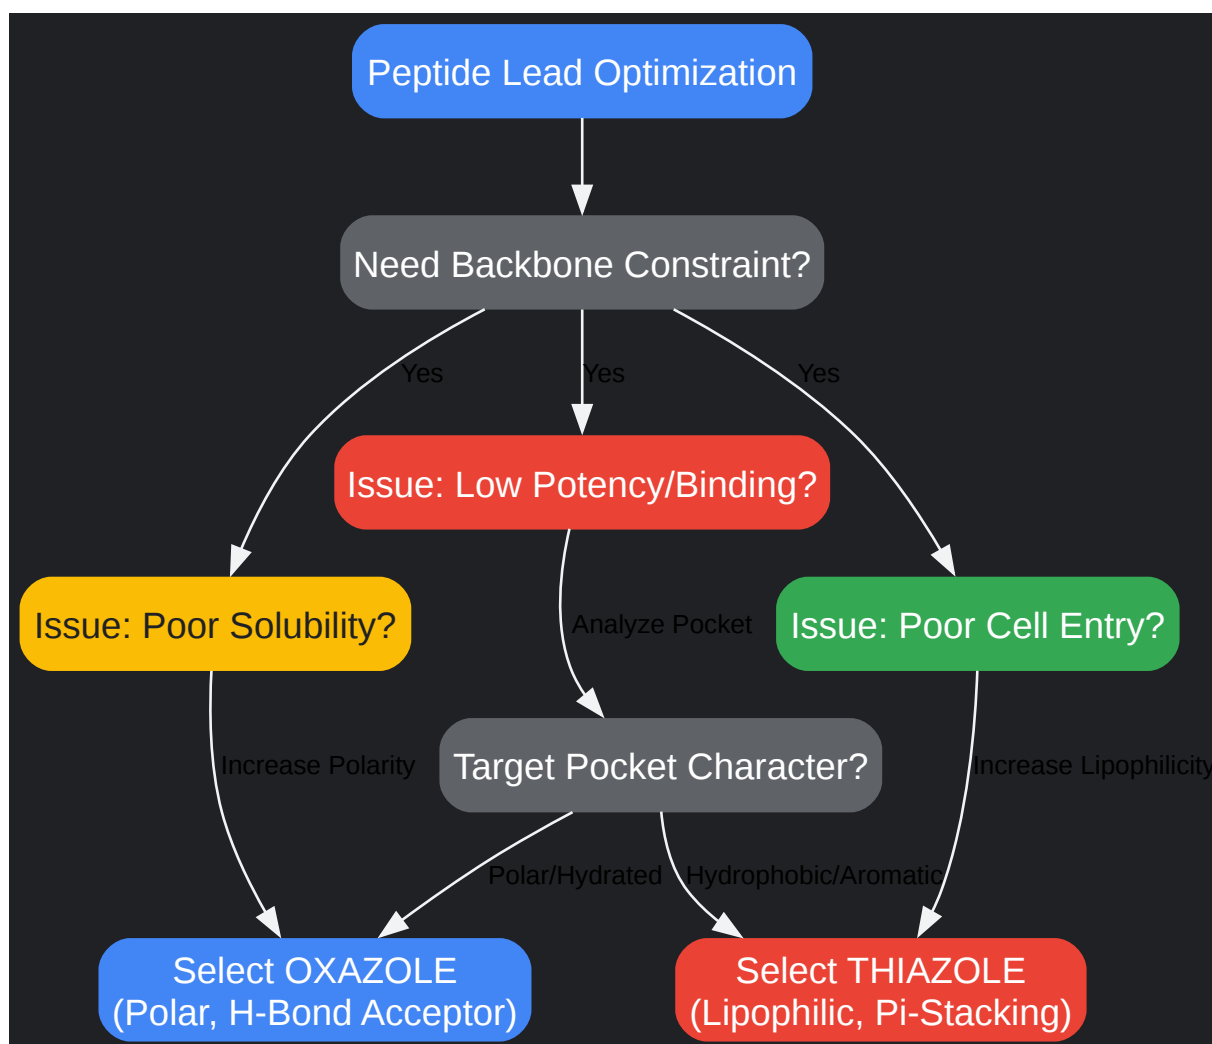 Peptide Lead Optimization
Need Backbone Constraint?
Yes
Yes
Yes
Issue: Low Potency/Binding?
Issue: Poor Solubility?
Analyze Pocket
Issue: Poor Cell Entry?
Increase Polarity
Target Pocket Character?
Increase Lipophilicity
Polar/Hydrated
Hydrophobic/Aromatic
Select OXAZOLE
(Polar, H-Bond Acceptor)
Select THIAZOLE
(Lipophilic, Pi-Stacking)